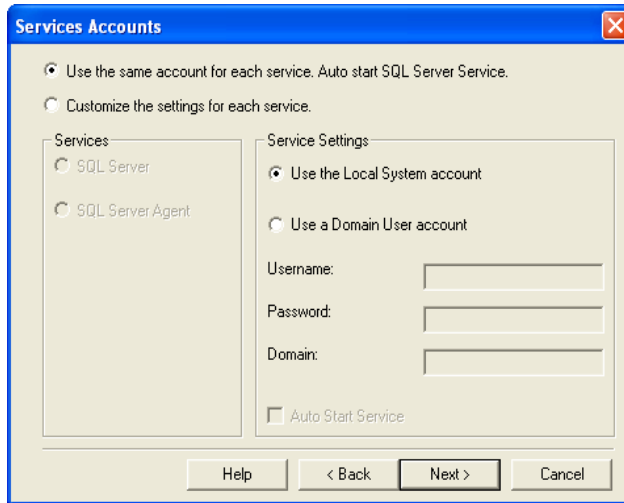 Services Accounts
Use the same account for each service. Auto start SQL Server Service.
Customize the settings for each service.
Services
SQL Server
SQL Server Agent
Service Settings
Use the Local System account
Use a Domain User account
Username:
Password:
Domain:
Auto Start Service
Help
< Back
Next >
Cancel